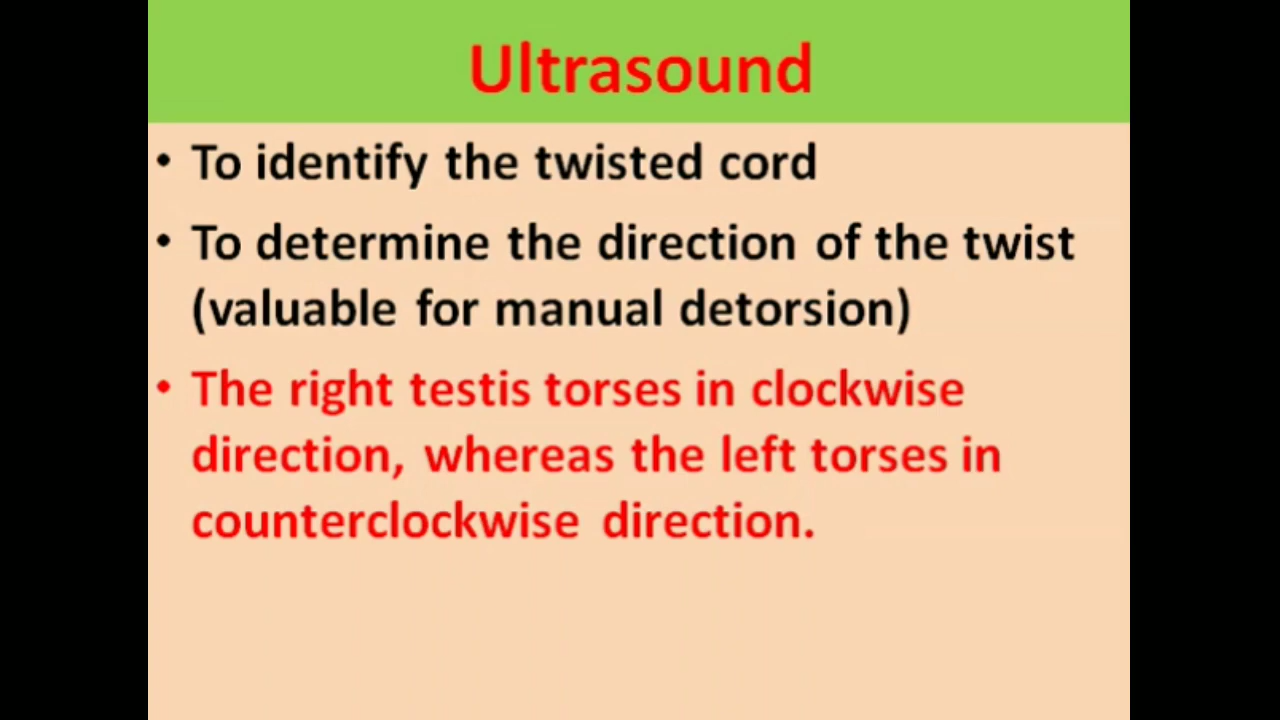 Ultrasound
• To identify the twisted cord
• To determine the direction of the twist
(valuable for manual detorsion)
• The right testis torses in clockwise
direction, whereas the left torses in
counterclockwise direction.